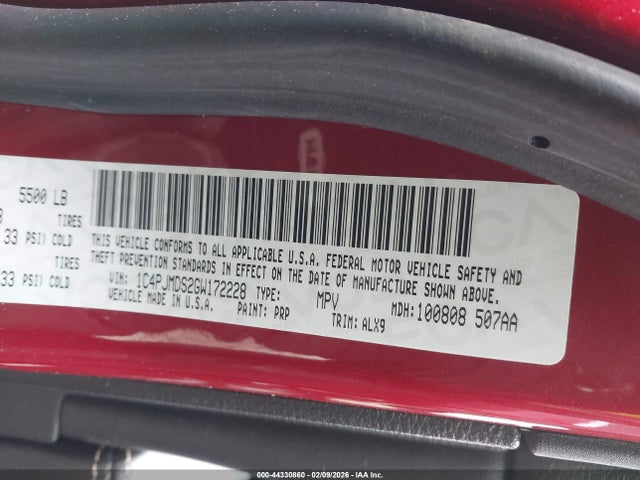 5500 LB
TIRES
33 PSI) COLD
TIRES
33 PSI) COLD
THIS VEHICLE CONFORMS TO ALL APPLICABLE U.S.A. FEDERAL MOTOR VEHICLE SAFETY AND
THEFT PREVENTION STANDARDS IN EFFECT ON THE DATE OF MANUFACTURE SHOWN ABOVE.
VIN: 1C4PJMDS2GW172228 TYPE: MPV MDH: 100808 507AA
VEHICLE MADE IN U.S.A. PAINT: PRP TRIM: ALX9
000-44330860 - 02/09/2026 - IAA Inc.